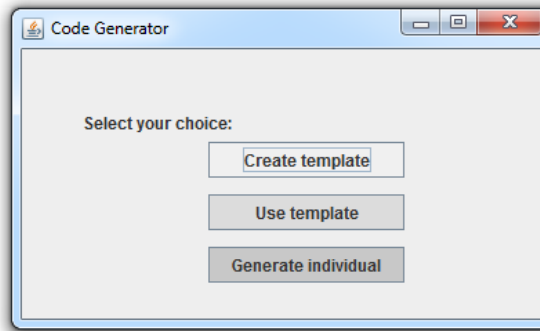 Code Generator
Select your choice:
Create template
Use template
Generate individual